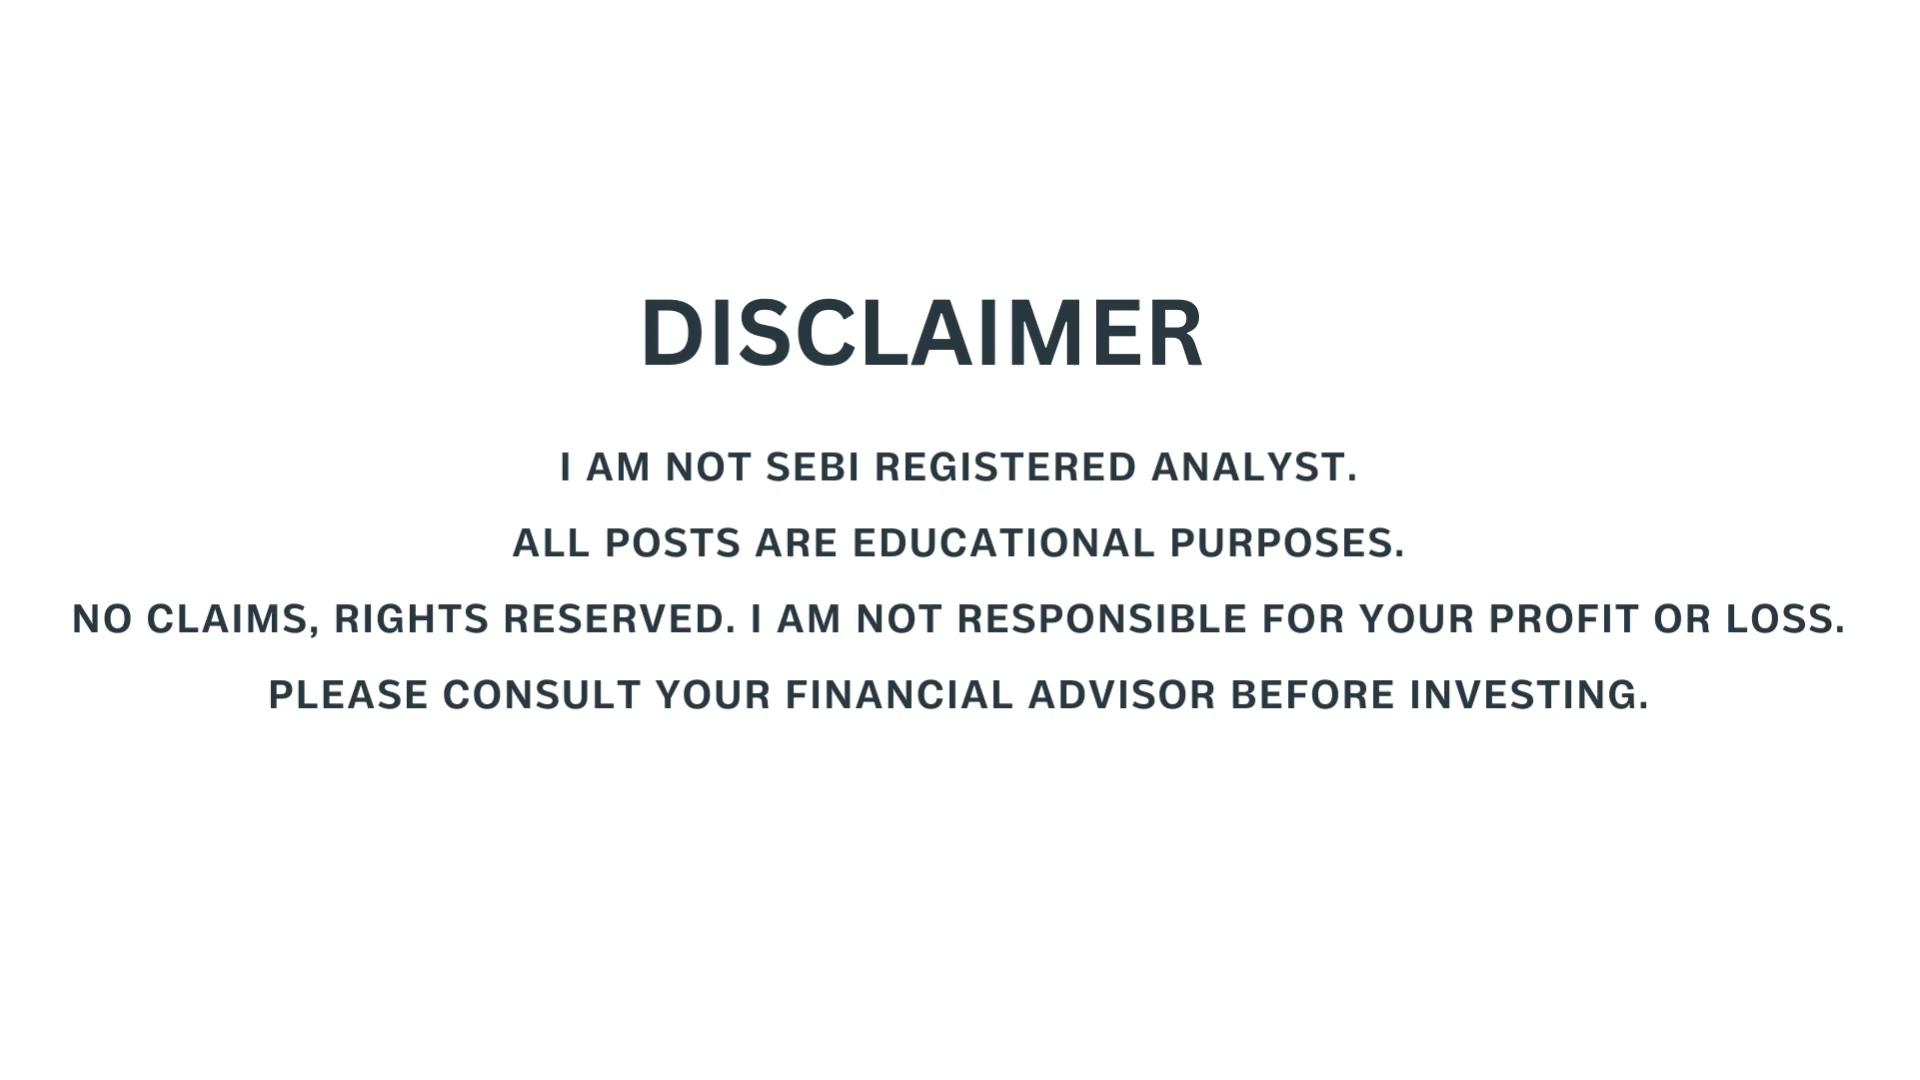 DISCLAIMER
I AM NOT SEBI REGISTERED ANALYST.
ALL POSTS ARE EDUCATIONAL PURPOSES.
NO CLAIMS, RIGHTS RESERVED. I AM NOT RESPONSIBLE FOR YOUR PROFIT OR LOSS.
PLEASE CONSULT YOUR FINANCIAL ADVISOR BEFORE INVESTING.